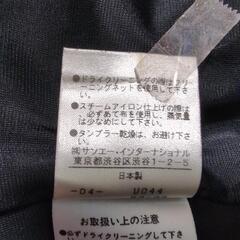 ●ドライクリーニングの際はクリー
ニングネットを使用して下さい。
●スチームアイロン仕上げの際は
必ずあて布を使用し、蒸気量
は少なめにして下さい。
●タンブラー乾燥は、お避け下さい。
㈱サンエー・インターナショナル
東京都渋谷区渋谷1-2-5
日本製
-D4- U044
お取扱い上の注意
●必ずドライクリーニングして下